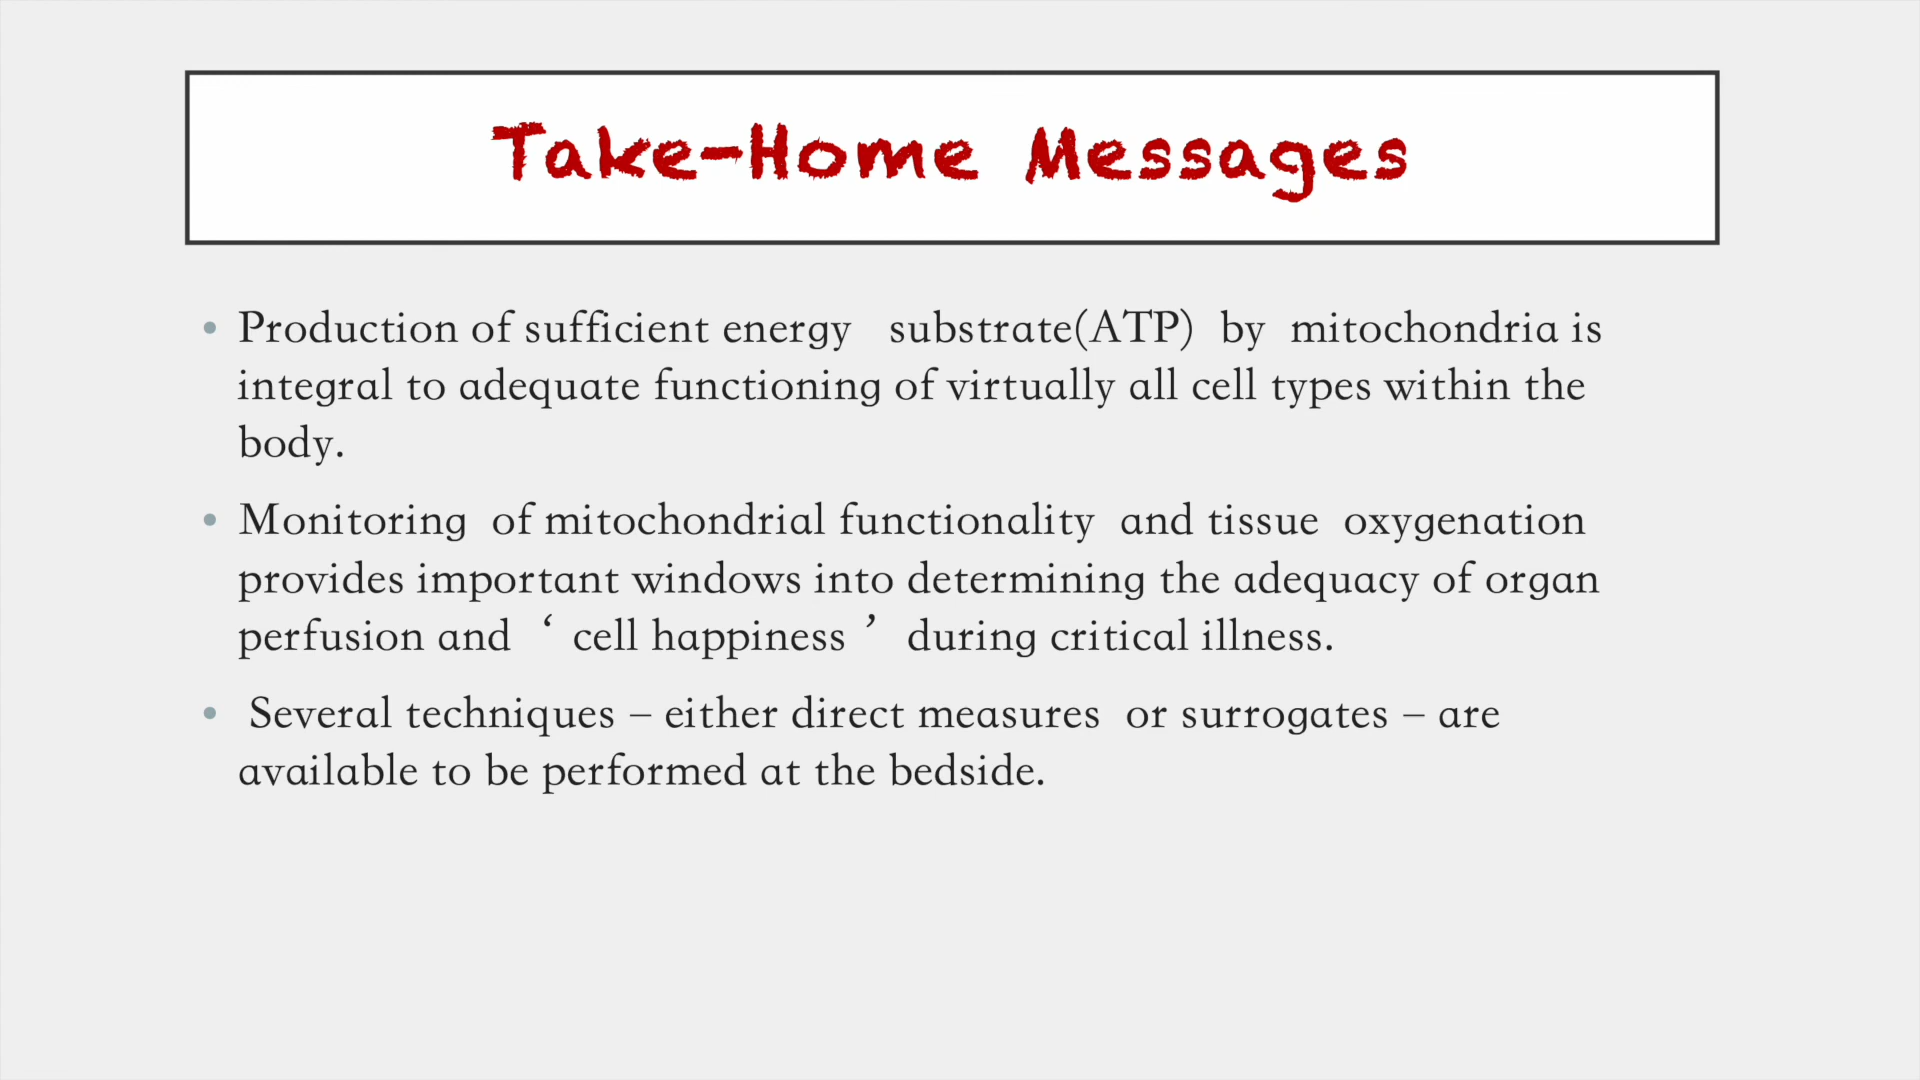 Take-Home Messages
• Production of sufficient energy substrate(ATP) by mitochondria is
integral to adequate functioning of virtually all cell types within the
body.
• Monitoring of mitochondrial functionality and tissue oxygenation
provides important windows into determining the adequacy of organ
perfusion and ‘ cell happiness ’ during critical illness.
• Several techniques – either direct measures or surrogates – are
available to be performed at the bedside.